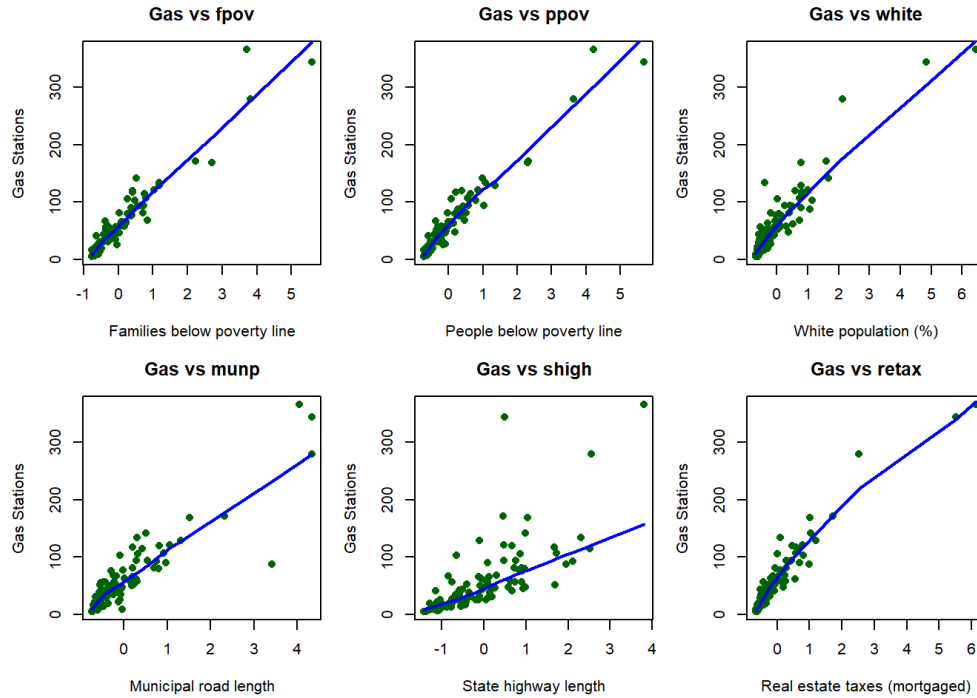 Gas vs fpov
Gas Stations
0 100 200 300
-1 0 1 2 3 4 5
Families below poverty line
Gas vs ppov
Gas Stations
0 100 200 300
0 1 2 3 4 5
People below poverty line
Gas vs white
Gas Stations
0 100 200 300
0 1 2 3 4 5 6
White population (%)
Gas vs munp
Gas Stations
0 100 200 300
0 1 2 3 4
Municipal road length
Gas vs shigh
Gas Stations
0 100 200 300
-1 0 1 2 3 4
State highway length
Gas vs retax
Gas Stations
0 100 200 300
0 1 2 3 4 5 6
Real estate taxes (mortgaged)